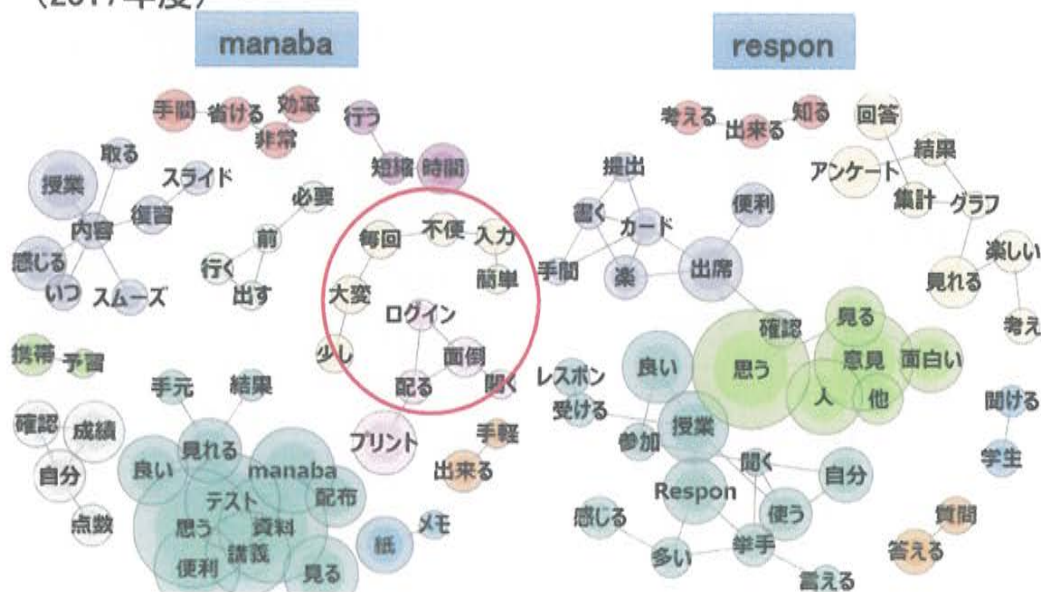 (2017年度)
manaba
手間
省ける
効率
非常
行う
短縮
時間
取る
授業
スライド
復習
内容
感じる
いつ
スムーズ
必要
前
行く
出す
毎回
不便
入力
簡単
大変
ログイン
少し
面倒
配る
聞く
プリント
手軽
出来る
携帯
予習
手元
結果
確認
成績
自分
点数
見れる
良い
manaba
テスト
配布
思う
資料
講義
便利
見る
紙
メモ
respon
考える
出来る
知る
回答
アンケート
結果
集計
グラフ
提出
書く
カード
便利
手間
楽
出席
楽しい
見れる
考え
確認
見る
良い
思う
意見
面白い
人
他
レスポン
受ける
参加
授業
聞ける
学生
聞く
Respon
自分
使う
感じる
多い
挙手
言える
質問
答える